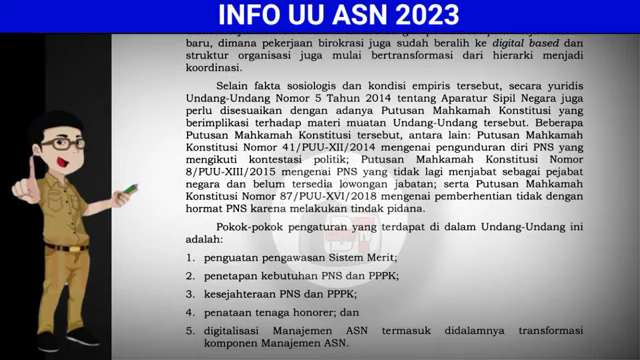 INFO UU ASN 2023
baru, dimana pekerjaan birokrasi juga sudah beralih ke digital based dan
struktur organisasi juga mulai bertransformasi dari hierarki menjadi
koordinasi.
Selain fakta sosiologis dan kondisi empiris tersebut, secara yuridis
Undang-Undang Nomor 5 Tahun 2014 tentang Aparatur Sipil Negara juga
perlu disesuaikan dengan adanya Putusan Mahkamah Konstitusi yang
berimplikasi terhadap materi muatan Undang-Undang tersebut. Beberapa
Putusan Mahkamah Konstitusi tersebut, antara lain: Putusan Mahkamah
Konstitusi Nomor 41/PUU-XII/2014 mengenai pengunduran diri PNS yang
mengikuti kontestasi politik; Putusan Mahkamah Konstitusi Nomor
8/PUU-XIII/2015 mengenai PNS yang tidak lagi menjabat sebagai pejabat
negara dan belum tersedia lowongan jabatan; serta Putusan Mahkamah
Konstitusi Nomor 87/PUU-XVI/2018 mengenai pemberhentian tidak dengan
hormat PNS karena melakukan tindak pidana.
Pokok-pokok pengaturan yang terdapat di dalam Undang-Undang ini
adalah:
1. penguatan pengawasan Sistem Merit;
2. penetapan kebutuhan PNS dan PPPK;
3. kesejahteraan PNS dan PPPK;
4. penataan tenaga honorer; dan
5. digitalisasi Manajemen ASN termasuk didalamnya transformasi
komponen Manajemen ASN.